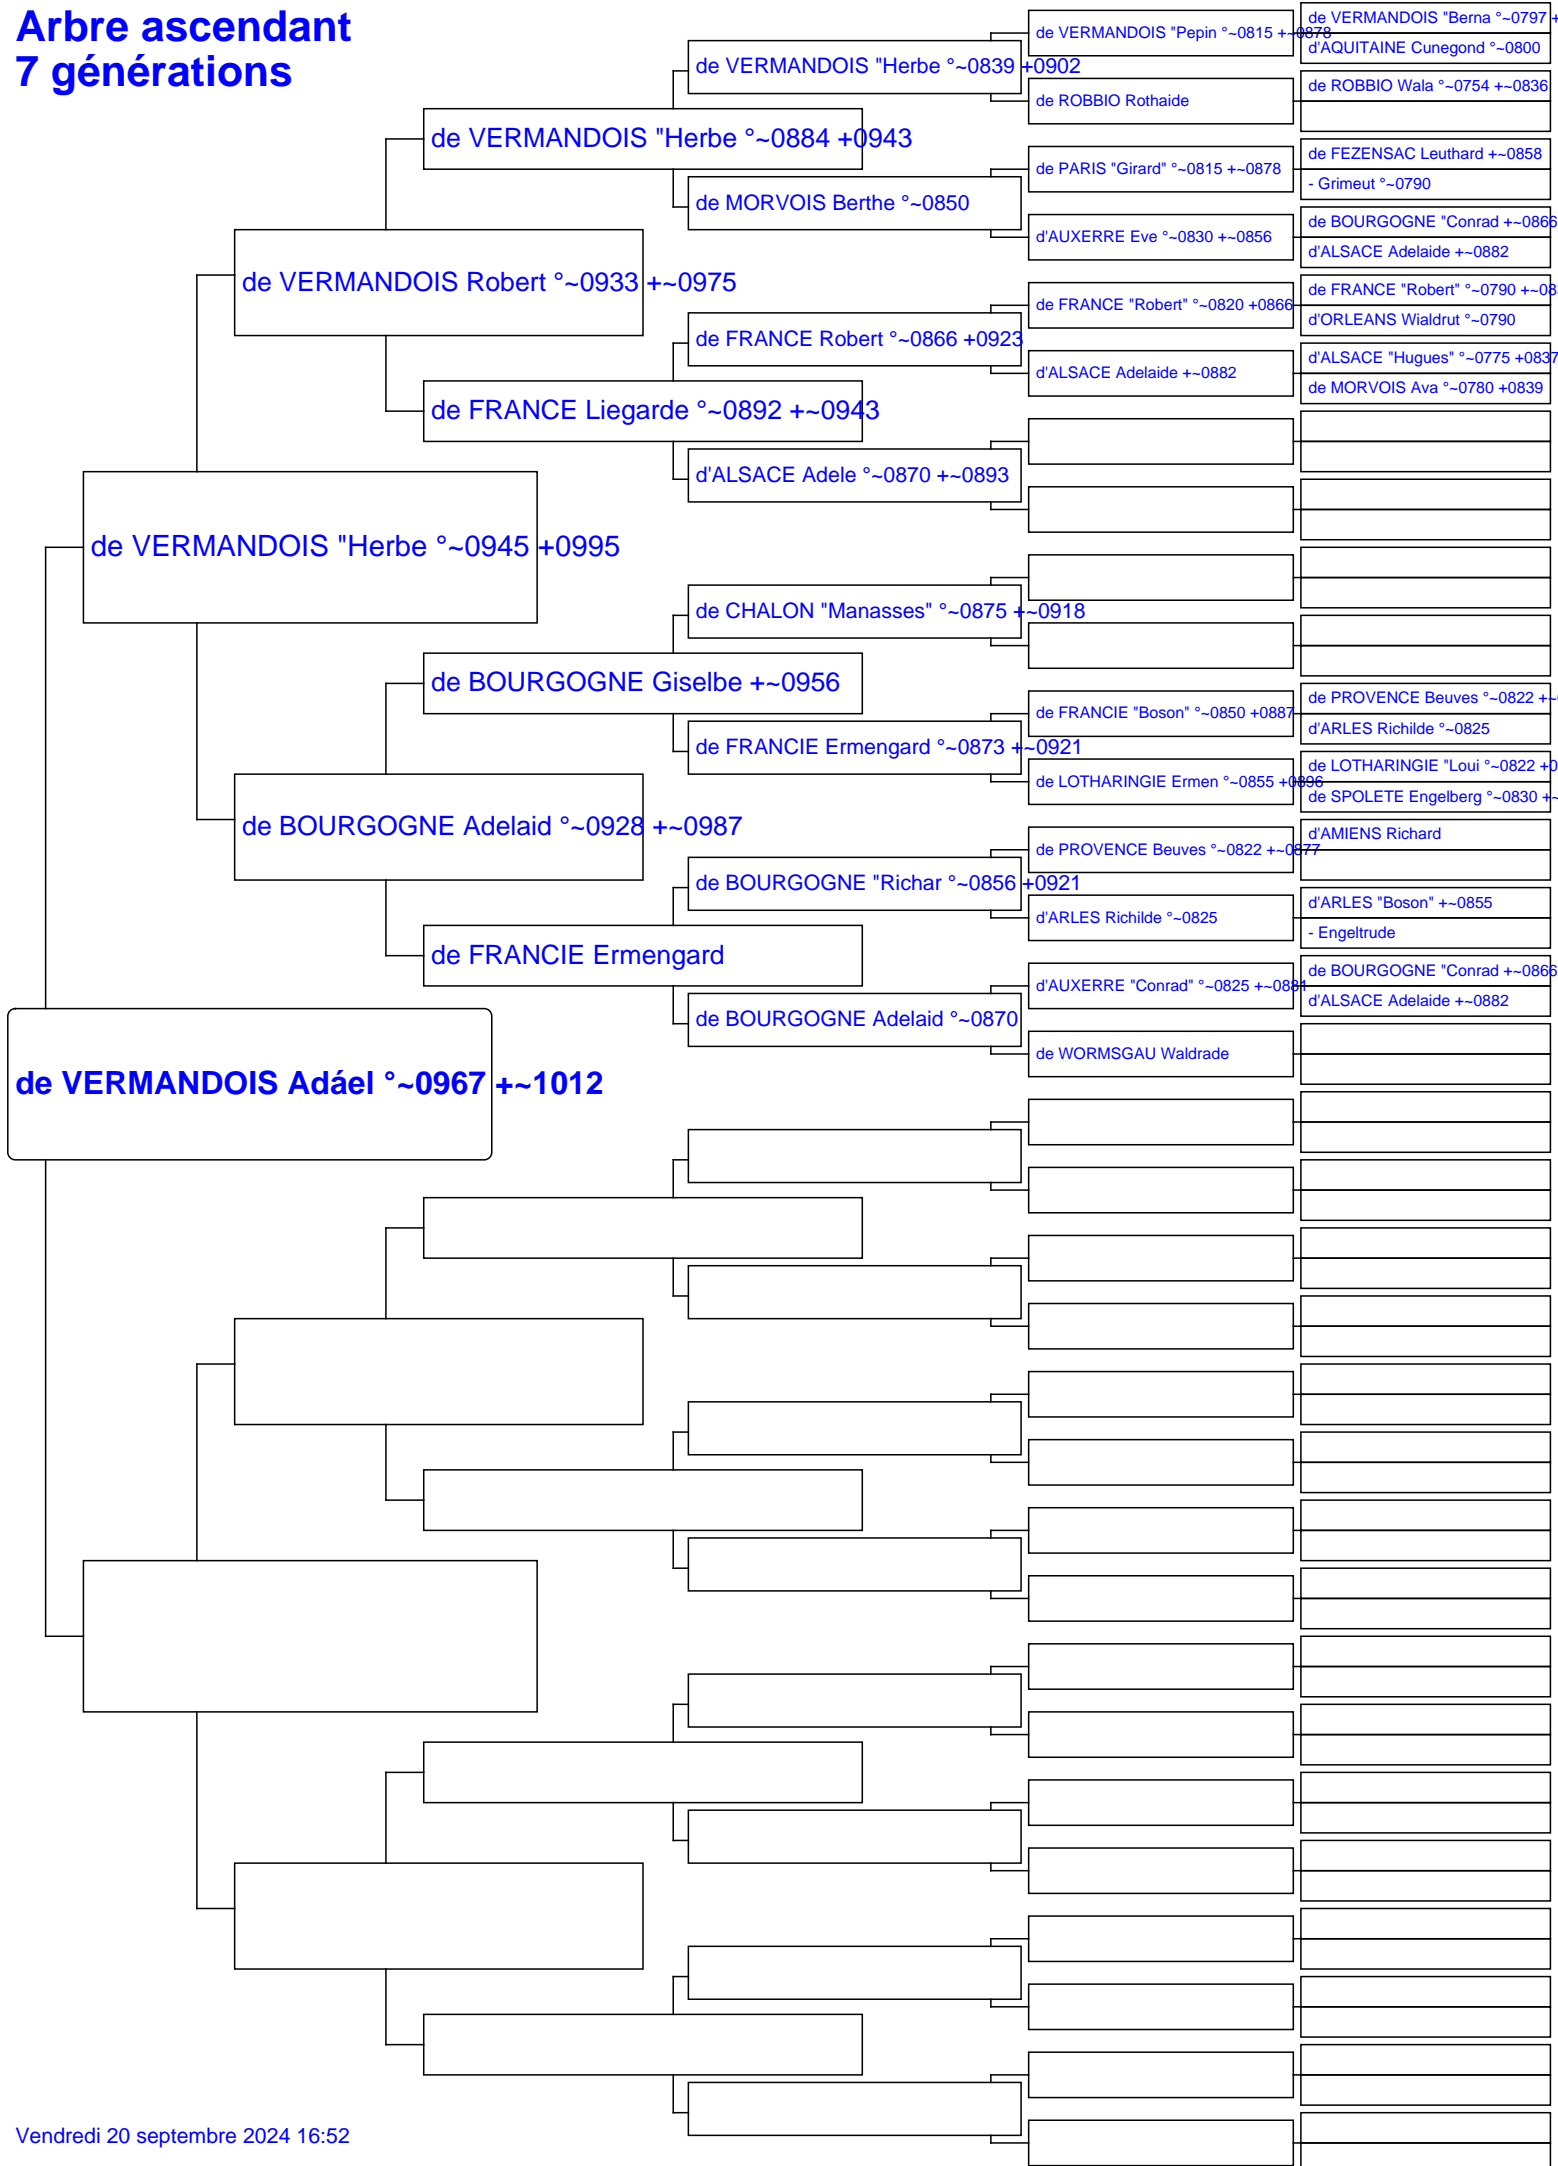 Arbre ascendant
7 générations
de VERMANDOIS Adáel °~0967 +~1012
de VERMANDOIS "Herbe °~0945 +0995
de VERMANDOIS Robert °~0933 +~0975
de BOURGOGNE Adelaid °~0928 +~0987
de VERMANDOIS "Herbe °~0884 +0943
de FRANCE Liegarde °~0892 +~0943
de BOURGOGNE Giselbe +~0956
de FRANCIE Ermengard
de VERMANDOIS "Herbe °~0839 +0902
de MORVOIS Berthe °~0850
de FRANCE Robert °~0866 +0923
d'ALSACE Adele °~0870 +~0893
de CHALON "Manasses" °~0875 +~0918
de FRANCIE Ermengard °~0873 +~0921
de BOURGOGNE "Richar °~0856 +0921
de BOURGOGNE Adelaid °~0870
de VERMANDOIS "Pepin °~0815 +~0878
de ROBBIO Rothaide
de PARIS "Girard" °~0815 +~0878
d'AUXERRE Eve °~0830 +~0856
de FRANCE "Robert" °~0820 +0866
d'ALSACE Adelaide +~0882
de FRANCIE "Boson" °~0850 +0887
de LOTHARINGIE Ermen °~0855 +0896
de PROVENCE Beuves °~0822 +~0877
d'ARLES Richilde °~0825
d'AUXERRE "Conrad" °~0825 +~0881
de WORMSGAU Waldrade
de VERMANDOIS "Berna °~0797 +
d'AQUITAINE Cunegond °~0800
de ROBBIO Wala °~0754 +~0836
de FEZENSAC Leuthard +~0858
- Grimeut °~0790
de BOURGOGNE "Conrad +~0866
d'ALSACE Adelaide +~0882
de FRANCE "Robert" °~0790 +~08
d'ORLEANS Wialdrut °~0790
d'ALSACE "Hugues" °~0775 +0837
de MORVOIS Ava °~0780 +0839
de PROVENCE Beuves °~0822 +~
d'ARLES Richilde °~0825
de LOTHARINGIE "Loui °~0822 +0
de SPOLETE Engelberg °~0830 +~
d'AMIENS Richard
d'ARLES "Boson" +~0855
- Engeltrude
de BOURGOGNE "Conrad +~0866
d'ALSACE Adelaide +~0882
Vendredi 20 septembre 2024 16:52